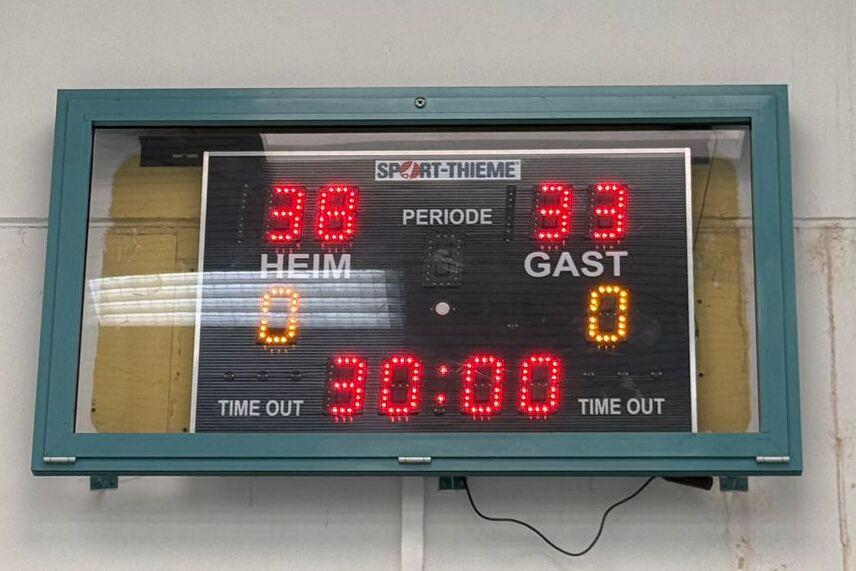 SPORT-THIEME
38 PERIODE 33
HEIM GAST
0 0
30:00
TIME OUT TIME OUT